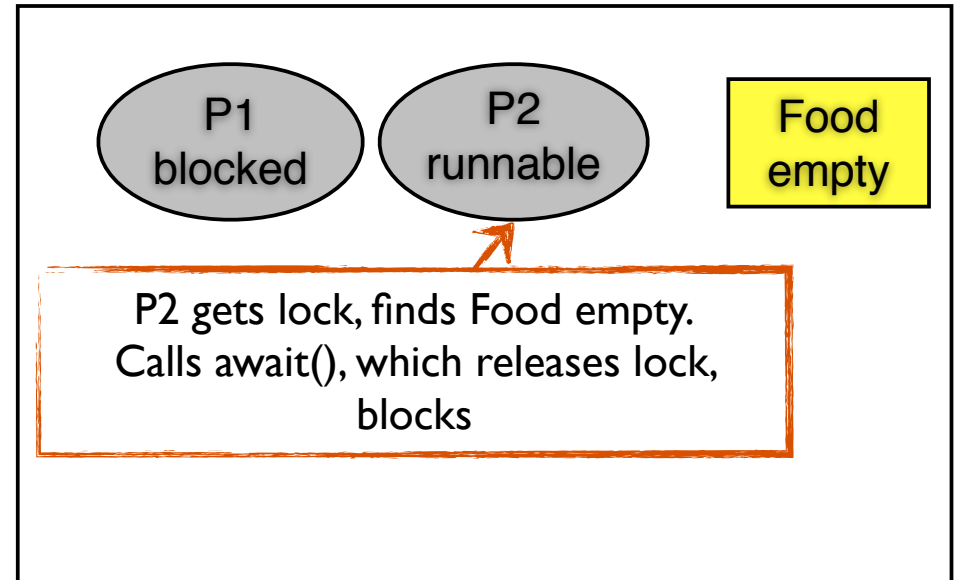 P1
blocked
P2
runnable
Food
empty
P2 gets lock, finds Food empty.
Calls await(), which releases lock,
blocks